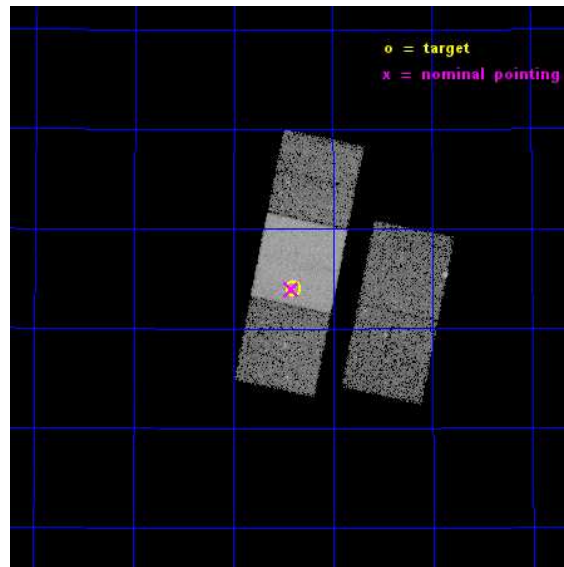 o = target
x = nominal pointing